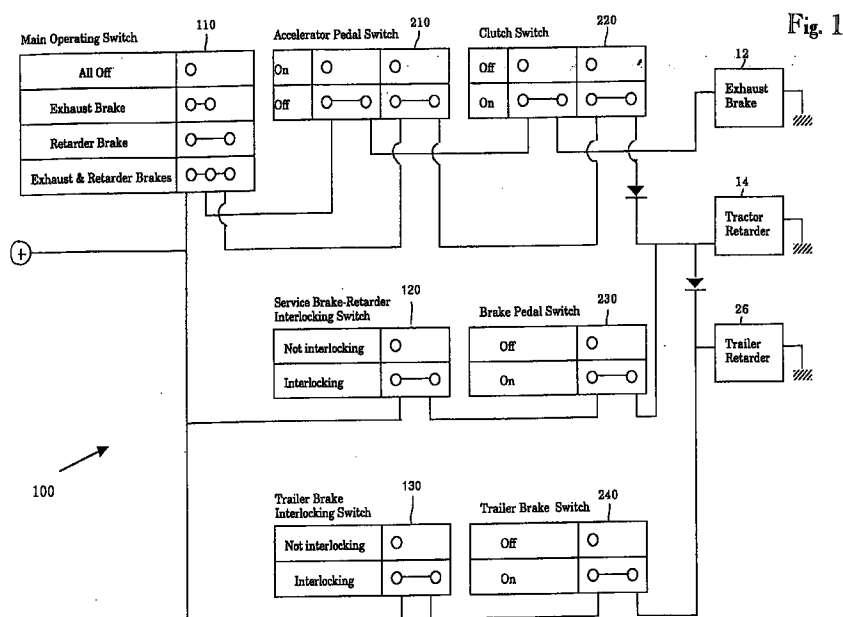 Fig. 1
110
Main Operating Switch
All Off
Exhaust Brake
Retarder Brake
Exhaust & Retarder Brakes
210
Accelerator Pedal Switch
On
Off
220
Clutch Switch
Off
On
12
Exhaust
Brake
14
Tractor
Retarder
26
Trailer
Retarder
+
120
Service Brake-Retarder
Interlocking Switch
Not interlocking
Interlocking
230
Brake Pedal Switch
Off
On
100
130
Trailer Brake
Interlocking Switch
Not interlocking
Interlocking
240
Trailer Brake Switch
Off
On